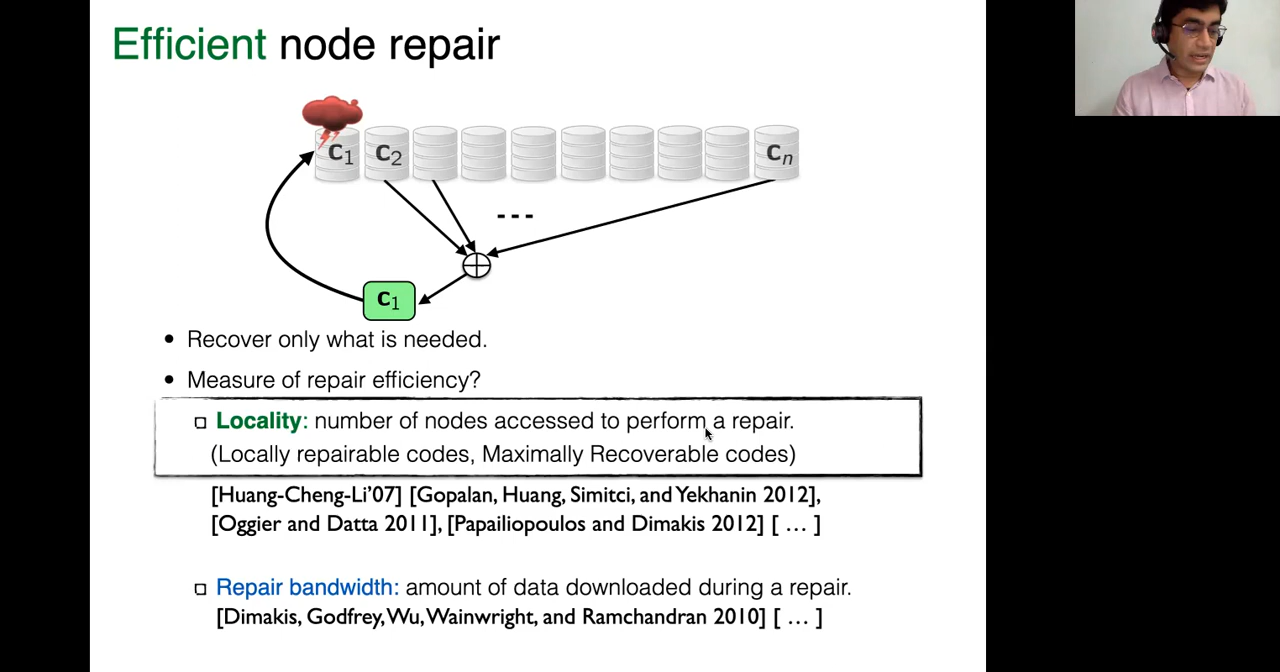 Efficient node repair
C1 C2 Cn
---
C1
• Recover only what is needed.
• Measure of repair efficiency?
Locality: number of nodes accessed to perform a repair.
(Locally repairable codes, Maximally Recoverable codes)
[Huang-Cheng-Li'07] [Gopalan, Huang, Simitci, and Yekhanin 2012],
[Oggier and Datta 2011], [Papailiopoulos and Dimakis 2012] [ … ]
Repair bandwidth: amount of data downloaded during a repair.
[Dimakis, Godfrey, Wu, Wainwright, and Ramchandran 2010] [ … ]